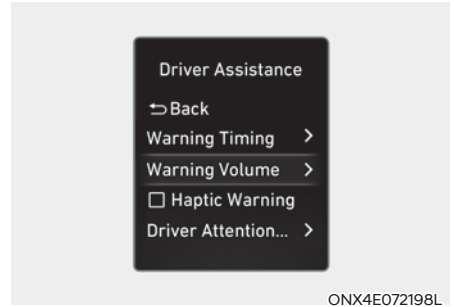 Driver Assistance
Back
Warning Timing
Warning Volume
Haptic Warning
Driver Attention...
ONX4E072198L